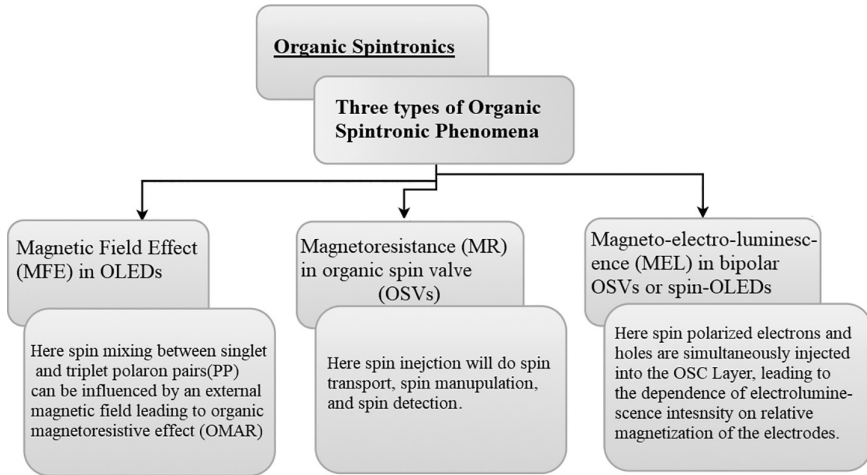 Organic Spintronics
Three types of Organic
Spintronic Phenomena
Magnetic Field Effect
(MFE) in OLEDs
Here spin mixing between singlet
and triplet polaron pairs(PP)
can be influenced by an external
magnetic field leading to organic
magnetoresistive effect (OMAR)
Magnetoresistance (MR)
in organic spin valve
(OSVs)
Here spin inejction will do spin
transport, spin manupulation,
and spin detection.
Magneto-electro-luminesc-
ence (MEL) in bipolar
OSVs or spin-OLEDs
Here spin polarized electrons and
holes are simultaneously injected
into the OSC Layer, leading to
the dependence of electrolumine-
scence intesnsity on relative
magnetization of the electrodes.